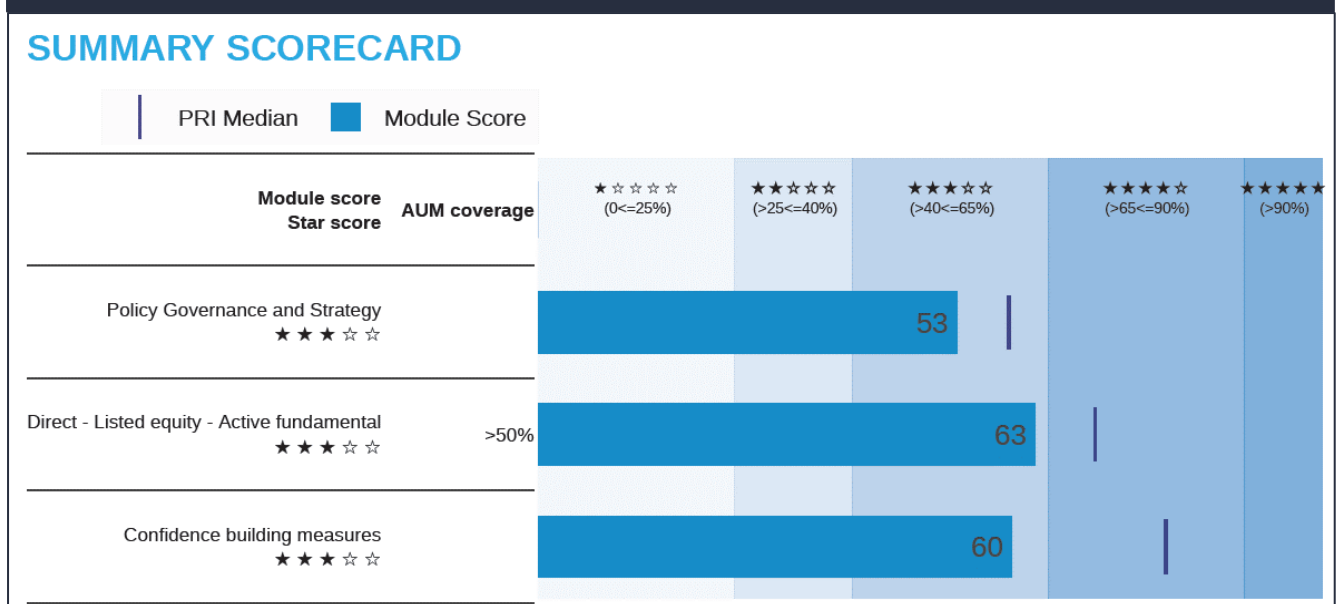 SUMMARY SCORECARD
PRI Median Module Score
Module score
Star score
AUM coverage
★☆☆☆☆ ★★☆☆☆ ★★★☆☆ ★★★★☆ ★★★★★
(0<=25%) (>25<=40%) (>40<=65%) (>65<=90%) (>90%)
Policy Governance and Strategy
★★★☆☆
53
Direct - Listed equity - Active fundamental
★★★☆☆
>50%
63
Confidence building measures
★★★☆☆
60